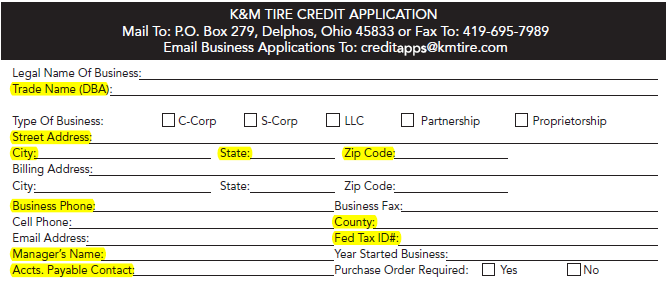 K&M TIRE CREDIT APPLICATION
Mail To: P.O. Box 279, Delphos, Ohio 45833 or Fax To: 419-695-7989
Email Business Applications To: creditapps@kmtire.com
Legal Name Of Business:
Trade Name (DBA):
Type Of Business: C-Corp S-Corp LLC Partnership Proprietorship
Street Address:
City: State: Zip Code:
Billing Address:
City: State: Zip Code:
Business Phone: Business Fax:
Cell Phone: County:
Email Address: Fed Tax ID#:
Manager's Name: Year Started Business:
Accts. Payable Contact: Purchase Order Required: Yes No